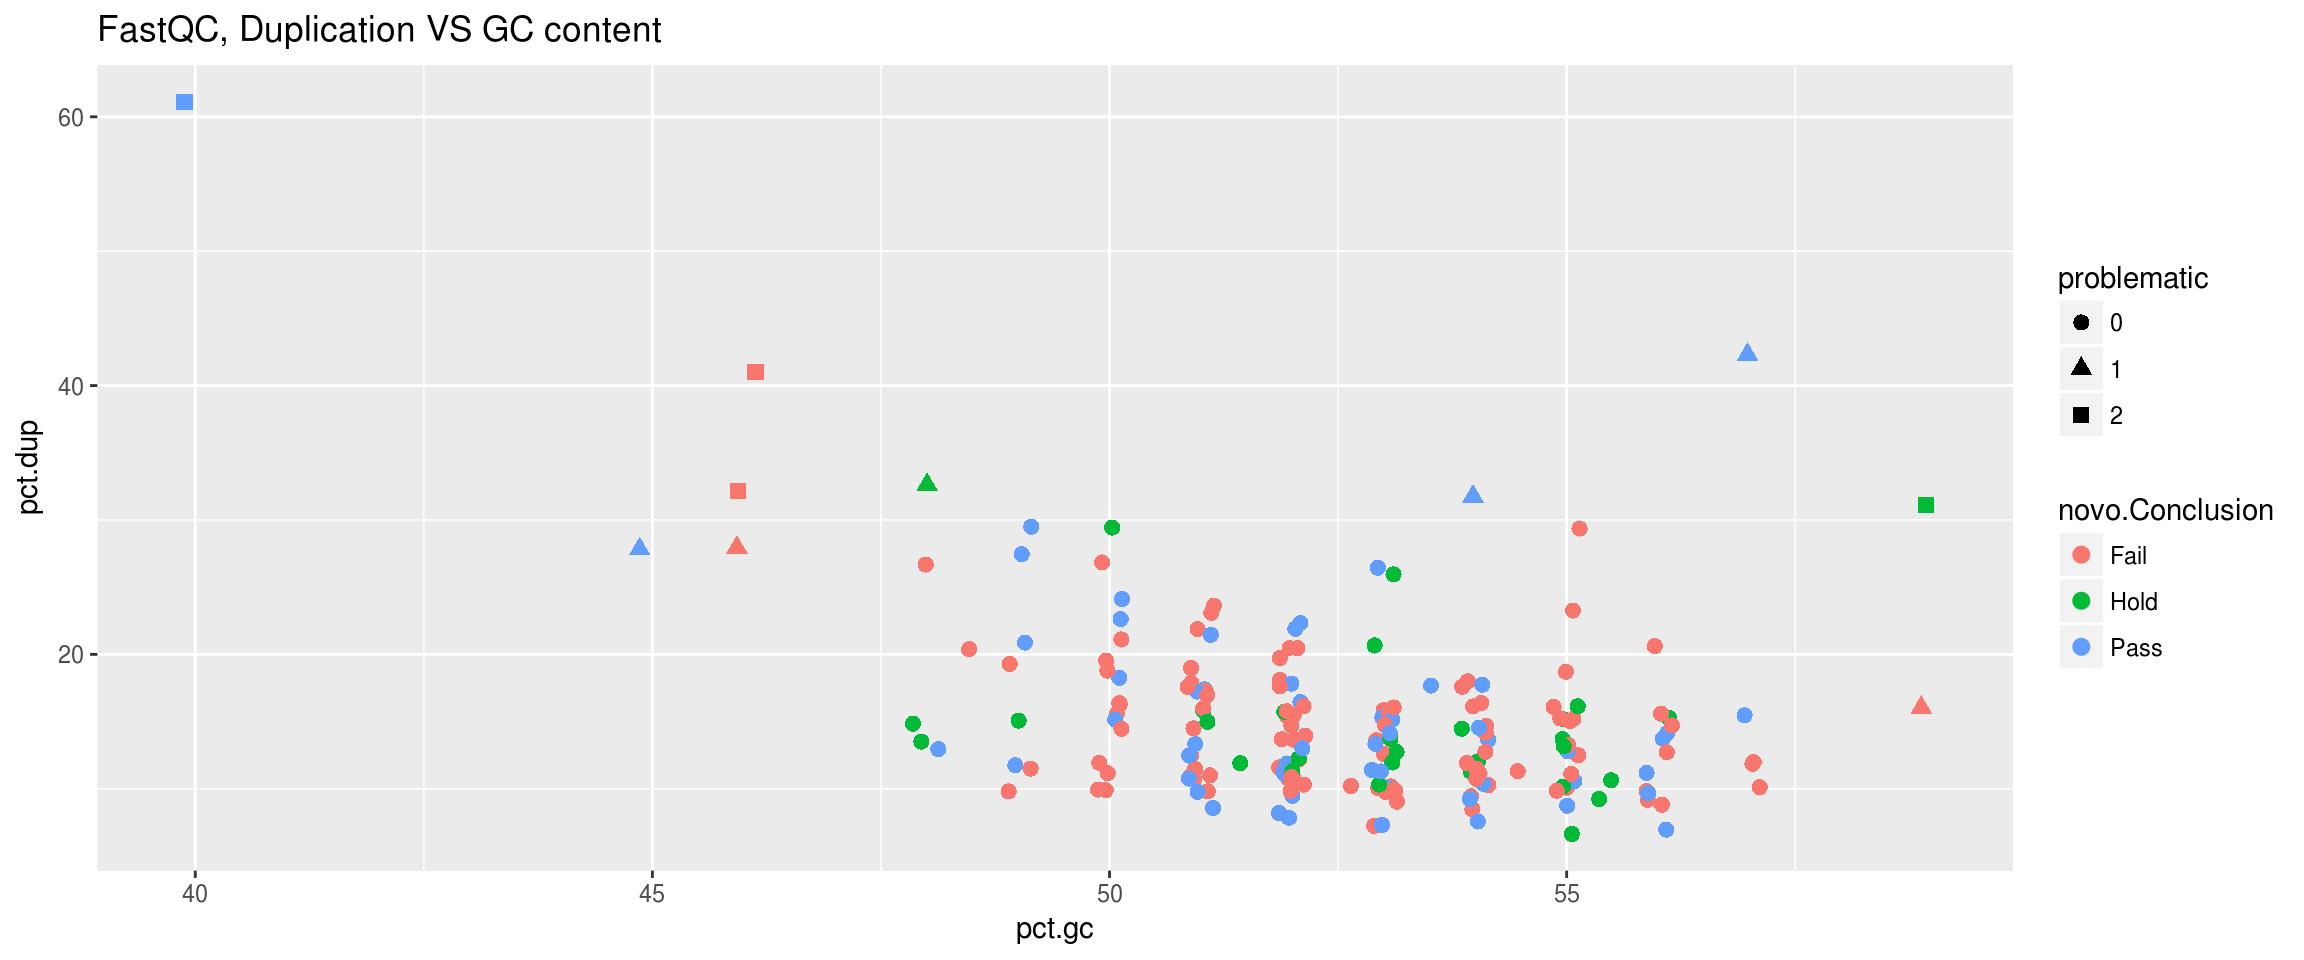 FastQC, Duplication VS GC content
60
40
20
pct.dup
40 45 50 55
pct.gc
problematic
0
1
2
novo.Conclusion
Fail
Hold
Pass